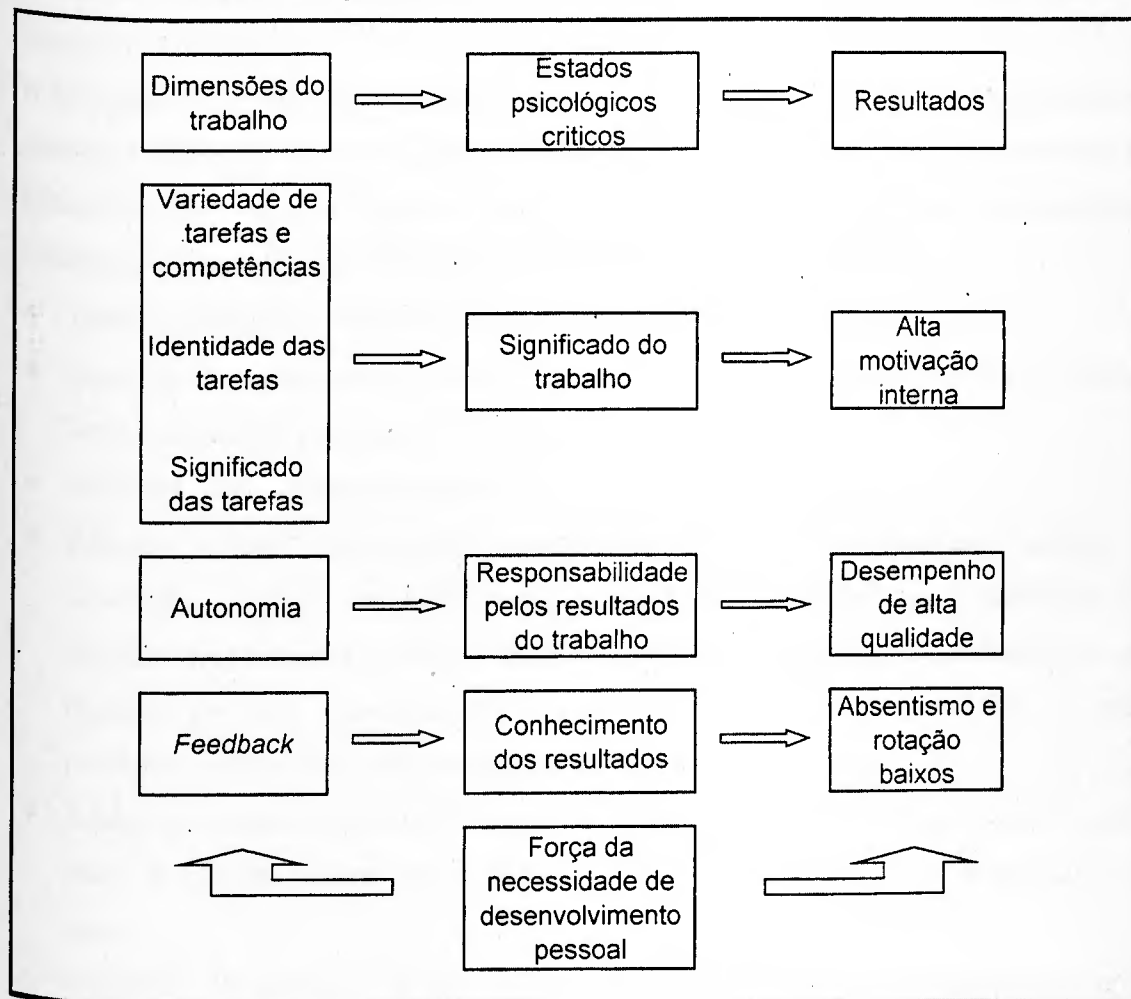 Dimensões do
trabalho
Estados
psicológicos
criticos
Resultados
Variedade de
tarefas e
competências
Identidade das
tarefas
Significado
das tarefas
Significado do
trabalho
Alta
motivação
interna
Autonomia
Responsabilidade
pelos resultados
do trabalho
Desempenho
de alta
qualidade
Feedback
Conhecimento
dos resultados
Absentismo e
rotação
baixos
Força da
necessidade de
desenvolvimento
pessoal